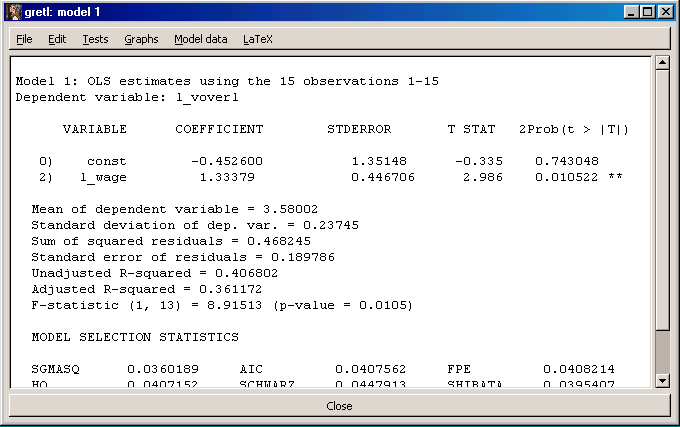 gretl: model 1
File Edit Tests Graphs Model data LaTeX
Model 1: OLS estimates using the 15 observations 1-15
Dependent variable: l_voverl
VARIABLE COEFFICIENT STDERROR T STAT 2Prob(t > |T|)
0) const -0.452600 1.35148 -0.335 0.743048
2) l_wage 1.33379 0.446706 2.986 0.010522 **
Mean of dependent variable = 3.58002
Standard deviation of dep. var. = 0.23745
Sum of squared residuals = 0.468245
Standard error of residuals = 0.189786
Unadjusted R-squared = 0.406802
Adjusted R-squared = 0.361172
F-statistic (1, 13) = 8.91513 (p-value = 0.0105)
MODEL SELECTION STATISTICS
SGMASQ 0.0360189 AIC 0.0407562 FPE 0.0408214
HQ 0.0407152 SCHWARZ 0.0447913 SHIBATA 0.0395407
Close